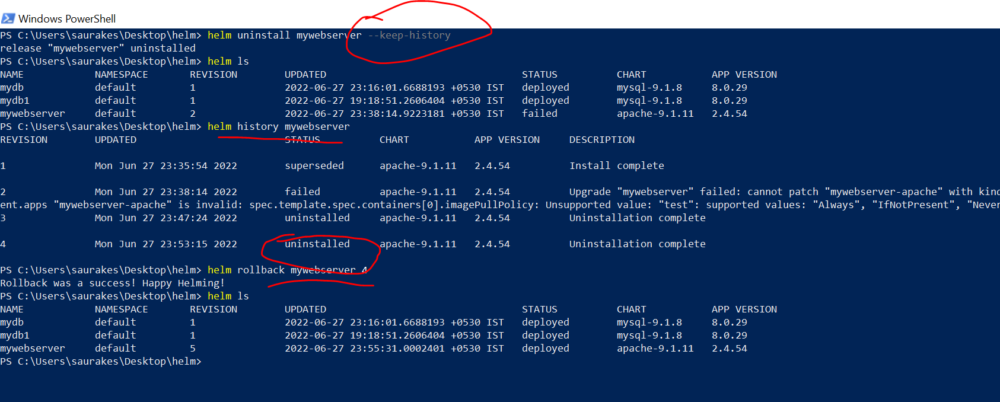 Windows PowerShell
PS C:\Users\saurakes\Desktop\helm> helm uninstall mywebserver --keep-history
release "mywebserver" uninstalled
PS C:\Users\saurakes\Desktop\helm> helm ls
NAME NAMESPACE REVISION UPDATED STATUS CHART APP VERSION
mydb default 1 2022-06-27 23:16:01.6688193 +0530 IST deployed mysql-9.1.8 8.0.29
mydb1 default 1 2022-06-27 19:18:51.2606404 +0530 IST deployed mysql-9.1.8 8.0.29
mywebserver default 2 2022-06-27 23:38:14.9223181 +0530 IST failed apache-9.1.11 2.4.54
PS C:\Users\saurakes\Desktop\helm> helm history mywebserver
REVISION UPDATED STATUS CHART APP VERSION DESCRIPTION
1 Mon Jun 27 23:35:54 2022 superseded apache-9.1.11 2.4.54 Install complete
2 Mon Jun 27 23:38:14 2022 failed apache-9.1.11 2.4.54 Upgrade "mywebserver" failed: cannot patch "mywebserver-apache" with kind
ent.apps "mywebserver-apache" is invalid: spec.template.spec.containers[0].imagePullPolicy: Unsupported value: "test": supported values: "Always", "IfNotPresent", "Never
3 Mon Jun 27 23:47:24 2022 uninstalled apache-9.1.11 2.4.54 Uninstallation complete
4 Mon Jun 27 23:53:15 2022 uninstalled apache-9.1.11 2.4.54 Uninstallation complete
PS C:\Users\saurakes\Desktop\helm> helm rollback mywebserver 4
Rollback was a success! Happy Helming!
PS C:\Users\saurakes\Desktop\helm> helm ls
NAME NAMESPACE REVISION UPDATED STATUS CHART APP VERSION
mydb default 1 2022-06-27 23:16:01.6688193 +0530 IST deployed mysql-9.1.8 8.0.29
mydb1 default 1 2022-06-27 19:18:51.2606404 +0530 IST deployed mysql-9.1.8 8.0.29
mywebserver default 5 2022-06-27 23:55:31.0002401 +0530 IST deployed apache-9.1.11 2.4.54
PS C:\Users\saurakes\Desktop\helm>